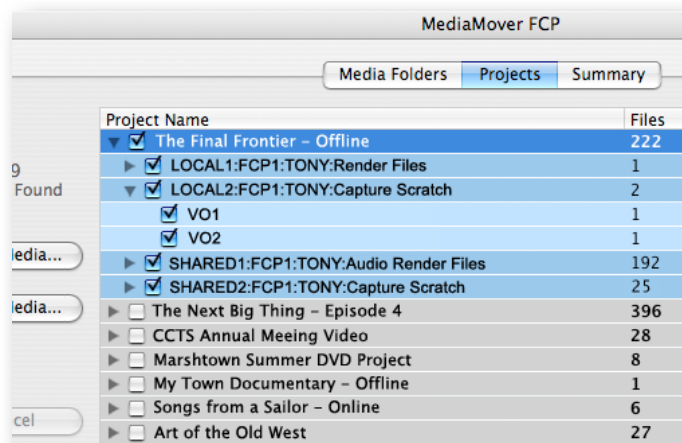 MediaMover FCP
Media Folders Projects Summary
Project Name Files
The Final Frontier – Offline 222
9
LOCAL1:FCP1:TONY:Render Files 1
Found
LOCAL2:FCP1:TONY:Capture Scratch 2
VO1 1
VO2 1
edia...
SHARED1:FCP1:TONY:Audio Render Files 192
SHARED2:FCP1:TONY:Capture Scratch 25
edia...
The Next Big Thing – Episode 4 396
CCTS Annual Meeing Video 28
Marshtown Summer DVD Project 8
My Town Documentary – Offline 1
Songs from a Sailor – Online 6
cel
Art of the Old West 27